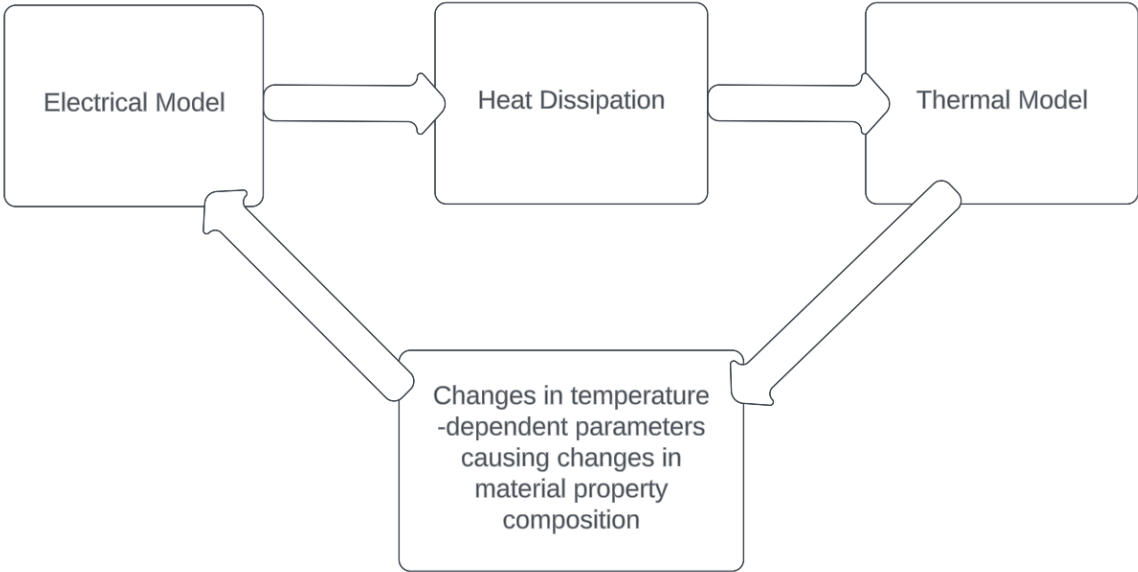 Electrical Model
Heat Dissipation
Thermal Model
Changes in temperature
-dependent parameters
causing changes in
material property
composition